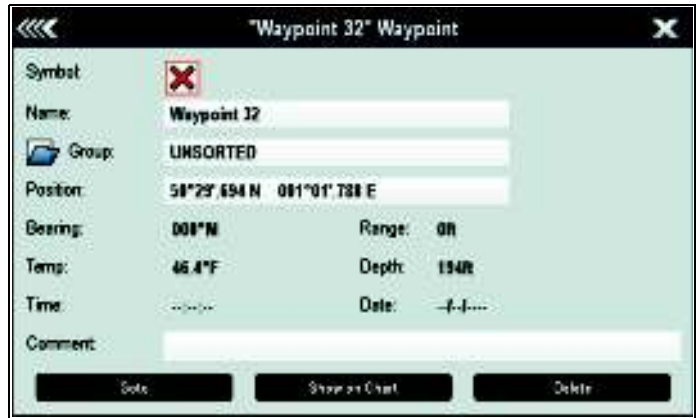 "Waypoint 32" Waypoint
Symbol:
Name: Waypoint 32
Group: UNSORTED
Position: 50°29'.694 N 001°01'.788 E
Bearing: 000°M Range: 0ft
Temp: 46.4°F Depth: 194ft
Time: --:--:-- Date: --/--/----
Comment:
Goto Show on Chart Delete